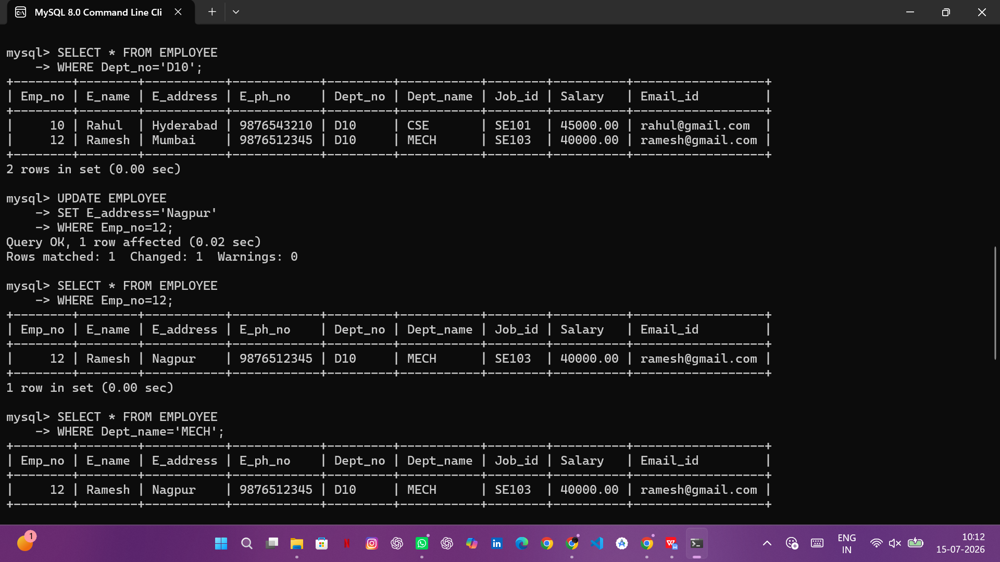 MySQL 8.0 Command Line Cli
mysql> SELECT * FROM EMPLOYEE
    -> WHERE Dept_no='D10';
+--------+--------+-----------+------------+---------+-----------+--------+----------+------------------+
| Emp_no | E_name | E_address | E_ph_no    | Dept_no | Dept_name | Job_id | Salary   | Email_id         |
+--------+--------+-----------+------------+---------+-----------+--------+----------+------------------+
|     10 | Rahul  | Hyderabad | 9876543210 | D10     | CSE       | SE101  | 45000.00 | rahul@gmail.com  |
|     12 | Ramesh | Mumbai    | 9876512345 | D10     | MECH      | SE103  | 40000.00 | ramesh@gmail.com |
+--------+--------+-----------+------------+---------+-----------+--------+----------+------------------+
2 rows in set (0.00 sec)
mysql> UPDATE EMPLOYEE
    -> SET E_address='Nagpur'
    -> WHERE Emp_no=12;
Query OK, 1 row affected (0.02 sec)
Rows matched: 1  Changed: 1  Warnings: 0
mysql> SELECT * FROM EMPLOYEE
    -> WHERE Emp_no=12;
+--------+--------+-----------+------------+---------+-----------+--------+----------+------------------+
| Emp_no | E_name | E_address | E_ph_no    | Dept_no | Dept_name | Job_id | Salary   | Email_id         |
+--------+--------+-----------+------------+---------+-----------+--------+----------+------------------+
|     12 | Ramesh | Nagpur    | 9876512345 | D10     | MECH      | SE103  | 40000.00 | ramesh@gmail.com |
+--------+--------+-----------+------------+---------+-----------+--------+----------+------------------+
1 row in set (0.00 sec)
mysql> SELECT * FROM EMPLOYEE
    -> WHERE Dept_name='MECH';
+--------+--------+-----------+------------+---------+-----------+--------+----------+------------------+
| Emp_no | E_name | E_address | E_ph_no    | Dept_no | Dept_name | Job_id | Salary   | Email_id         |
+--------+--------+-----------+------------+---------+-----------+--------+----------+------------------+
|     12 | Ramesh | Nagpur    | 9876512345 | D10     | MECH      | SE103  | 40000.00 | ramesh@gmail.com |
+--------+--------+-----------+------------+---------+-----------+--------+----------+------------------+
1
ENG
IN
10:12
15-07-2026